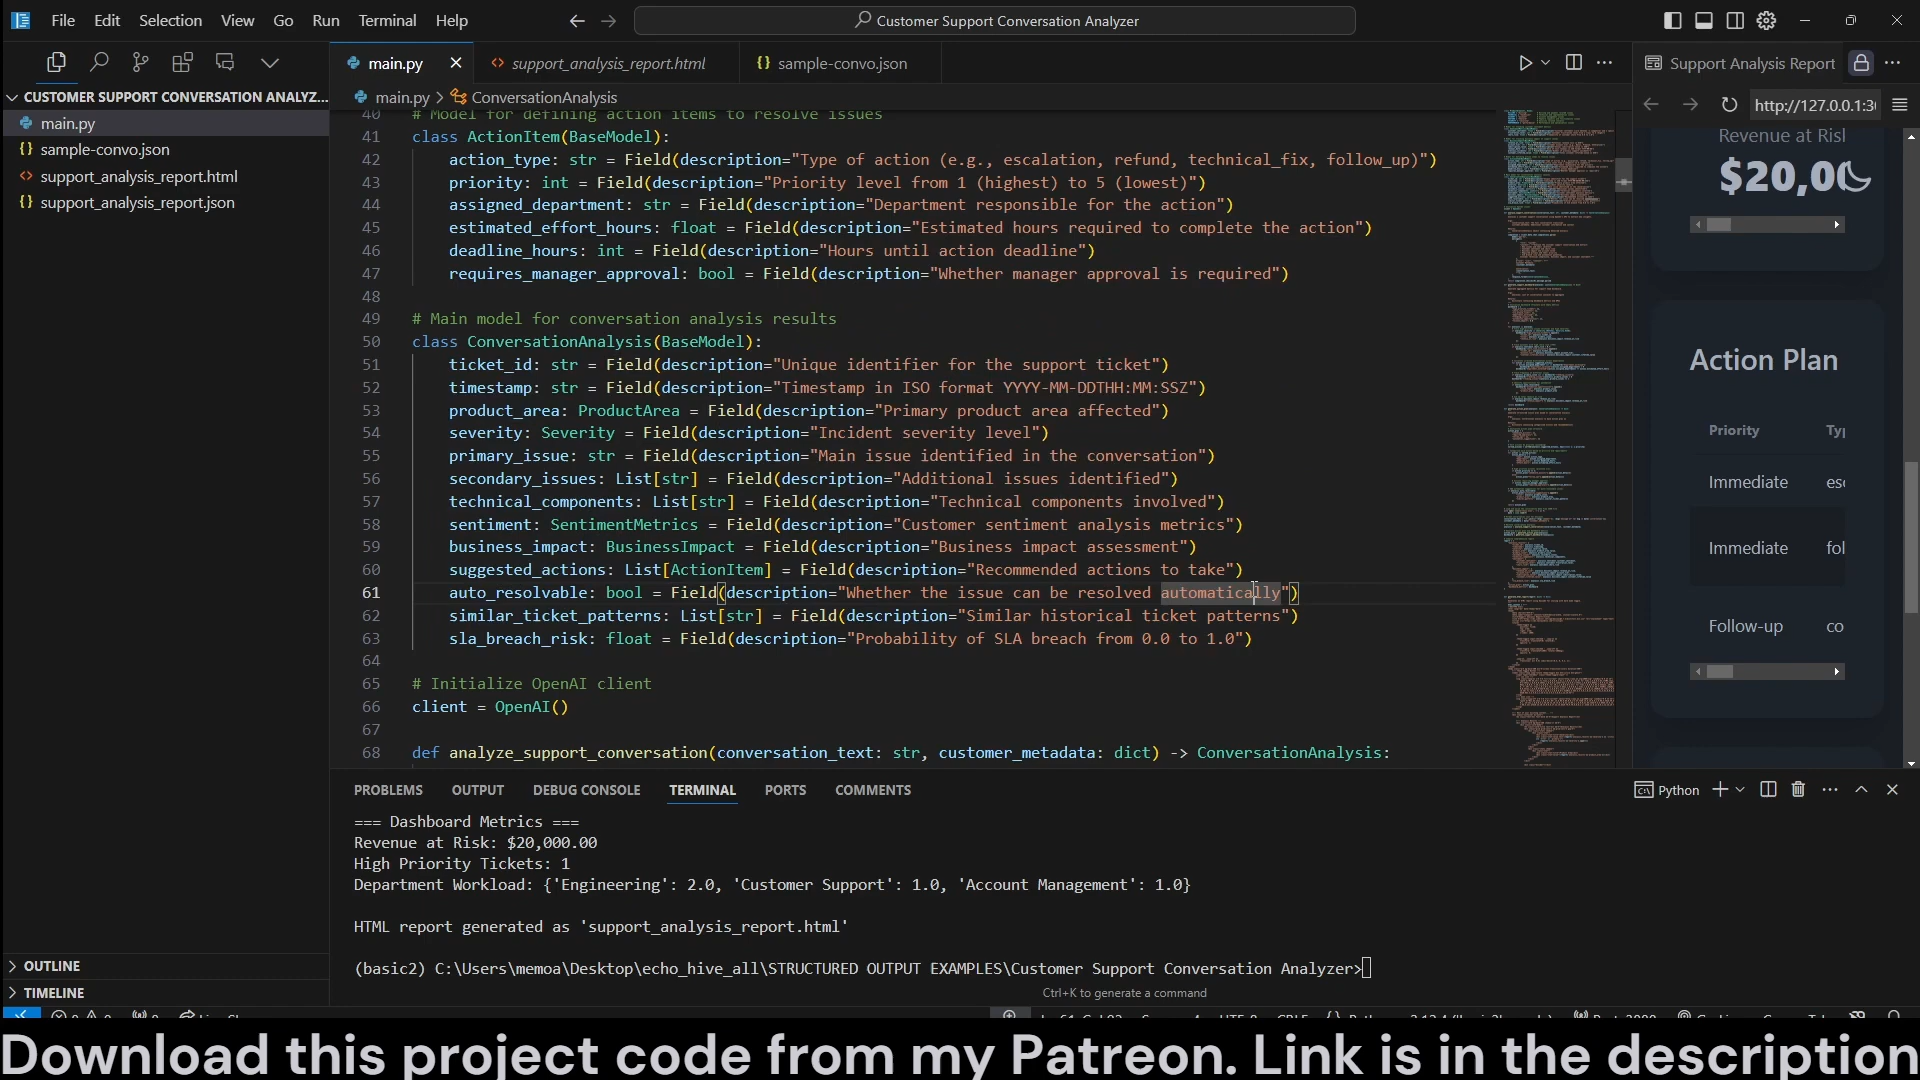 File Edit Selection View Go Run Terminal Help
Customer Support Conversation Analyzer
CUSTOMER SUPPORT CONVERSATION ANALYZ...
main.py
sample-convo.json
support_analysis_report.html
support_analysis_report.json
OUTLINE
TIMELINE
main.py
support_analysis_report.html
sample-convo.json
main.py > ConversationAnalysis
40 # Model for defining action items to resolve issues
41 class ActionItem(BaseModel):
42 action_type: str = Field(description="Type of action (e.g., escalation, refund, technical_fix, follow_up)")
43 priority: int = Field(description="Priority level from 1 (highest) to 5 (lowest)")
44 assigned_department: str = Field(description="Department responsible for the action")
45 estimated_effort_hours: float = Field(description="Estimated hours required to complete the action")
46 deadline_hours: int = Field(description="Hours until action deadline")
47 requires_manager_approval: bool = Field(description="Whether manager approval is required")
48
49 # Main model for conversation analysis results
50 class ConversationAnalysis(BaseModel):
51 ticket_id: str = Field(description="Unique identifier for the support ticket")
52 timestamp: str = Field(description="Timestamp in ISO format YYYY-MM-DDTHH:MM:SSZ")
53 product_area: ProductArea = Field(description="Primary product area affected")
54 severity: Severity = Field(description="Incident severity level")
55 primary_issue: str = Field(description="Main issue identified in the conversation")
56 secondary_issues: List[str] = Field(description="Additional issues identified")
57 technical_components: List[str] = Field(description="Technical components involved")
58 sentiment: SentimentMetrics = Field(description="Customer sentiment analysis metrics")
59 business_impact: BusinessImpact = Field(description="Business impact assessment")
60 suggested_actions: List[ActionItem] = Field(description="Recommended actions to take")
61 auto_resolvable: bool = Field(description="Whether the issue can be resolved automatically")
62 similar_ticket_patterns: List[str] = Field(description="Similar historical ticket patterns")
63 sla_breach_risk: float = Field(description="Probability of SLA breach from 0.0 to 1.0")
64
65 # Initialize OpenAI client
66 client = OpenAI()
67
68 def analyze_support_conversation(conversation_text: str, customer_metadata: dict) -> ConversationAnalysis:
Support Analysis Report
http://127.0.0.1:3
Revenue at Ris
$20,0
Action Plan
Priority Ty
Immediate es
Immediate fol
Follow-up co
PROBLEMS OUTPUT DEBUG CONSOLE TERMINAL PORTS COMMENTS
Python
=== Dashboard Metrics ===
Revenue at Risk: $20,000.00
High Priority Tickets: 1
Department Workload: {'Engineering': 2.0, 'Customer Support': 1.0, 'Account Management': 1.0}
HTML report generated as 'support_analysis_report.html'
(basic2) C:\Users\memoa\Desktop\echo_hive_all\STRUCTURED OUTPUT EXAMPLES\Customer Support Conversation Analyzer>
Ctrl+K to generate a command
Download this project code from my Patreon. Link is in the description